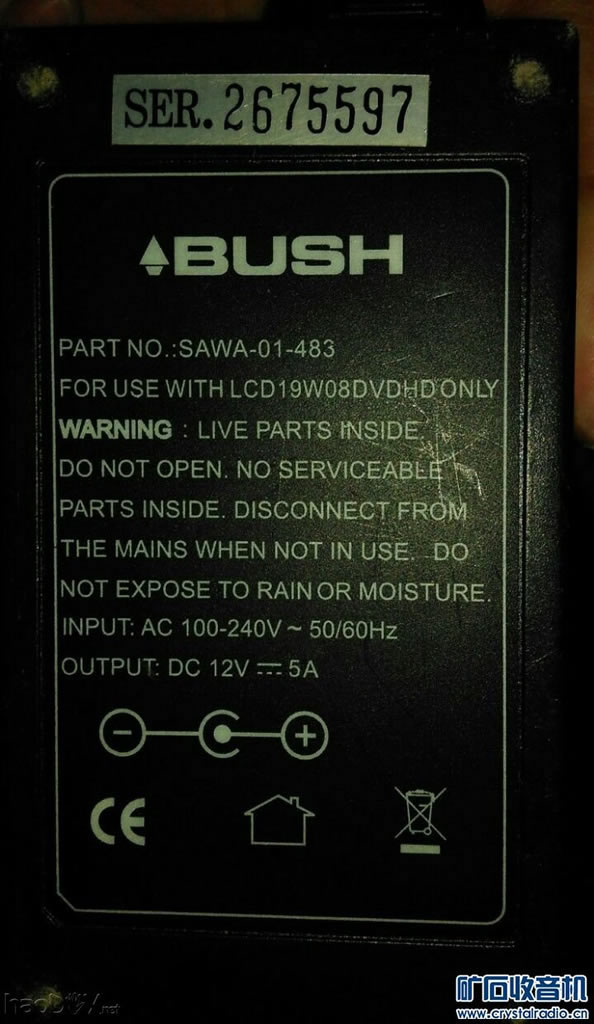 SER. 2675597
BUSH
PART NO.:SAWA-01-483
FOR USE WITH LCD19W08DVDHD ONLY
WARNING : LIVE PARTS INSIDE
DO NOT OPEN. NO SERVICEABLE
PARTS INSIDE. DISCONNECT FROM
THE MAINS WHEN NOT IN USE. DO
NOT EXPOSE TO RAIN OR MOISTURE.
INPUT: AC 100-240V ~ 50/60Hz
OUTPUT: DC 12V ⎓ 5A
− +
CE
矿石收音机
www.crystalradio.cn